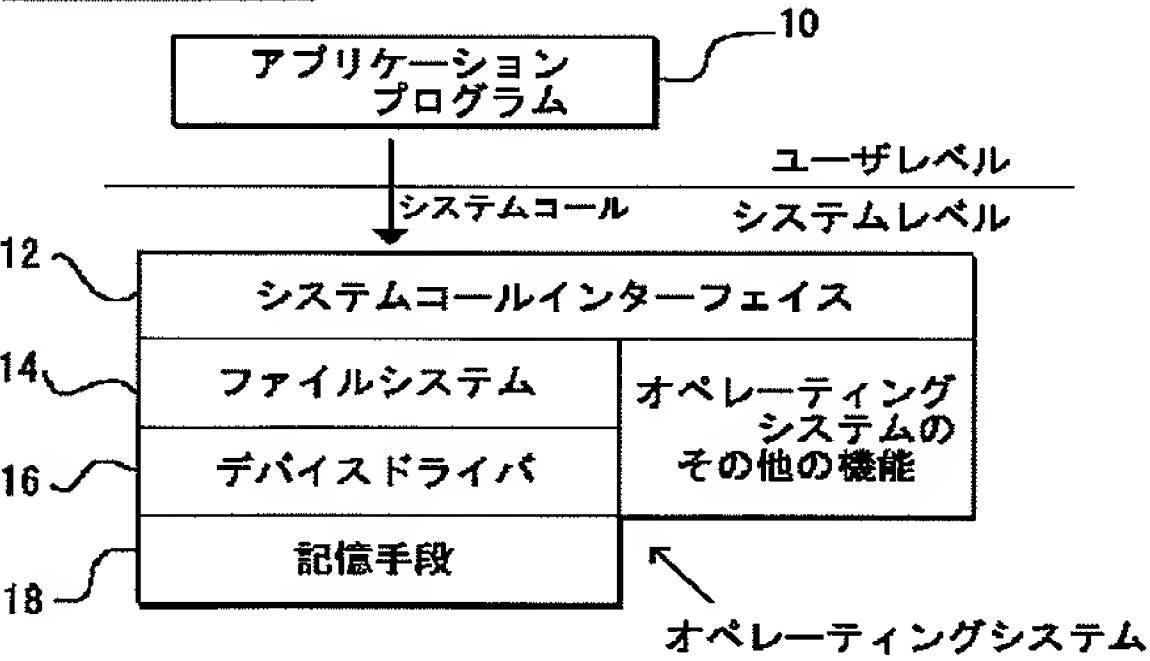 10
アプリケーション
プログラム
ユーザレベル
システムコール
システムレベル
12
システムコールインターフェイス
14
ファイルシステム
オペレーティング
システムの
その他の機能
16
デバイスドライバ
18
記憶手段
オペレーティングシステム